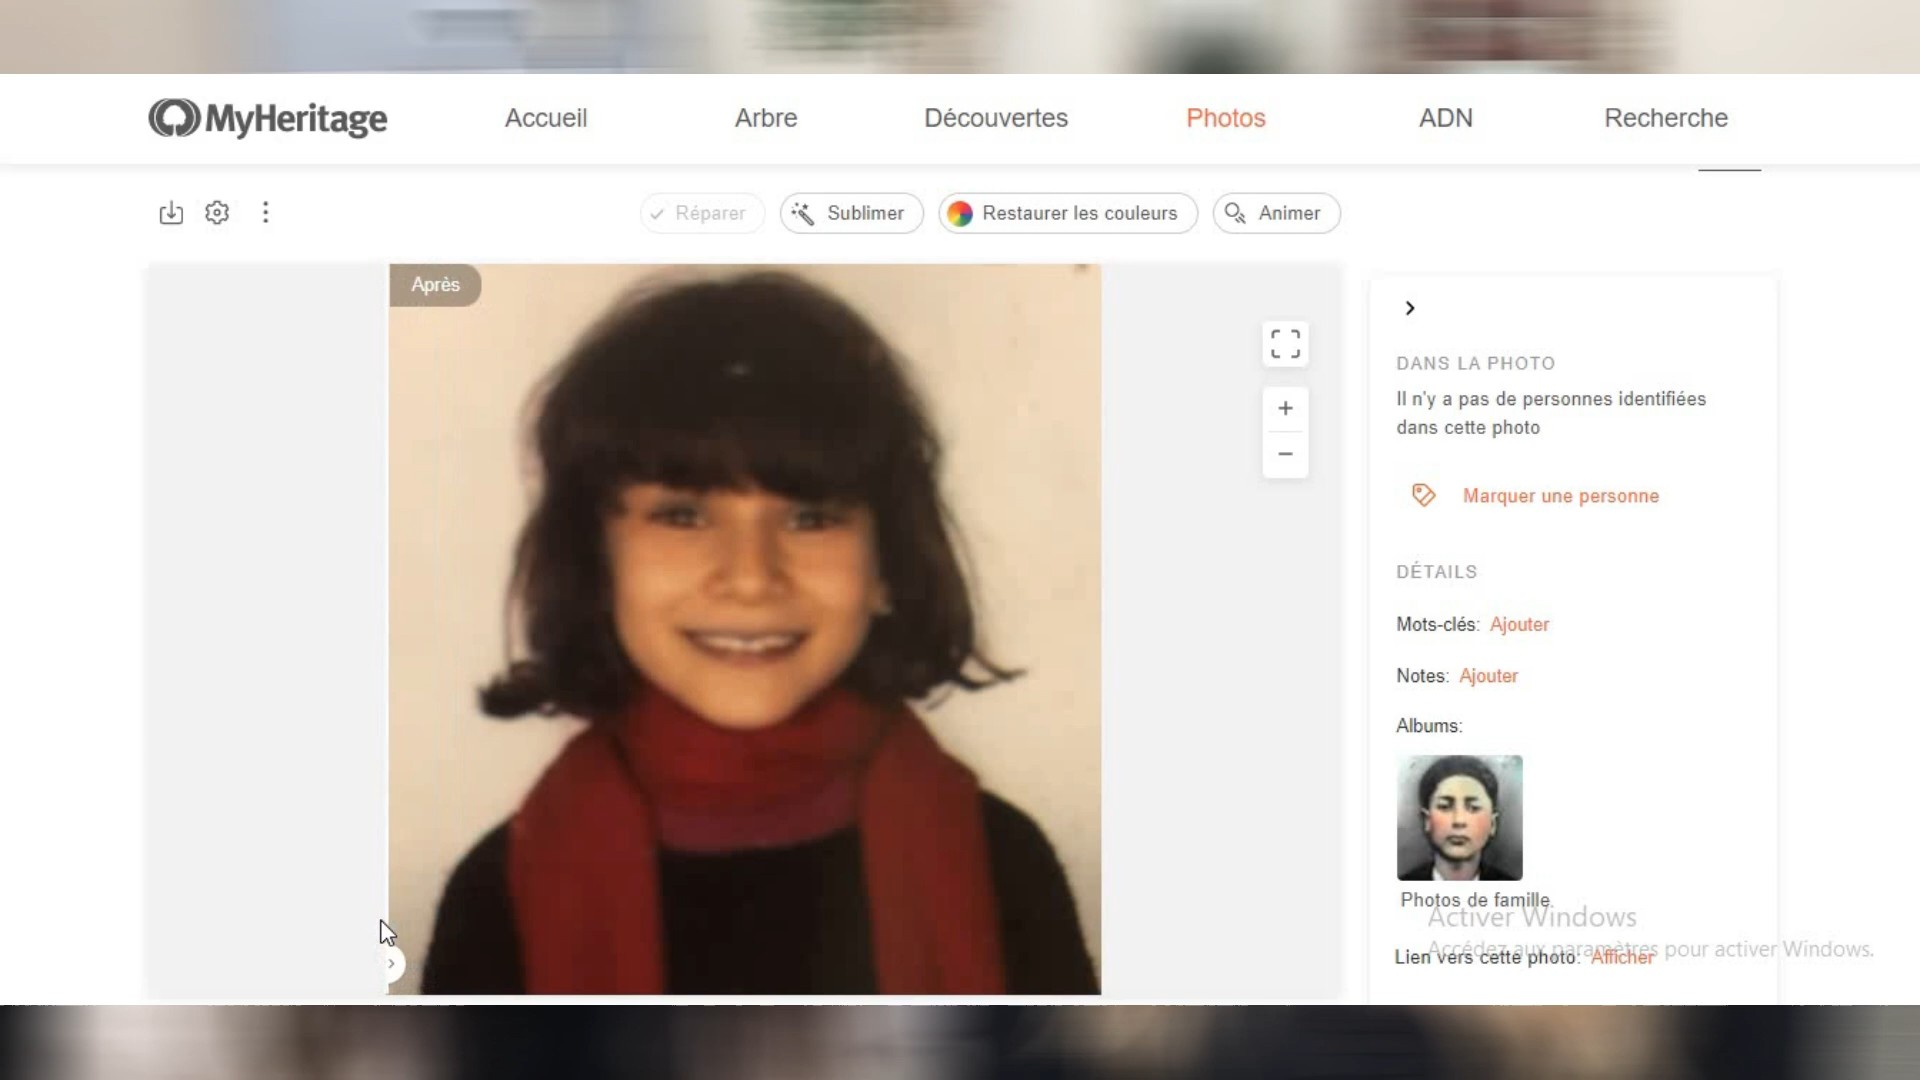 MyHeritage
Accueil
Arbre
Découvertes
Photos
ADN
Recherche
Réparer
Sublimer
Restaurer les couleurs
Animer
Après
DANS LA PHOTO
Il n'y a pas de personnes identifiées
dans cette photo
Marquer une personne
DÉTAILS
Mots-clés: Ajouter
Notes: Ajouter
Albums:
Photos de famille
Activer Windows
Accédez aux paramètres pour activer Windows.
Lien vers cette photo: Afficher